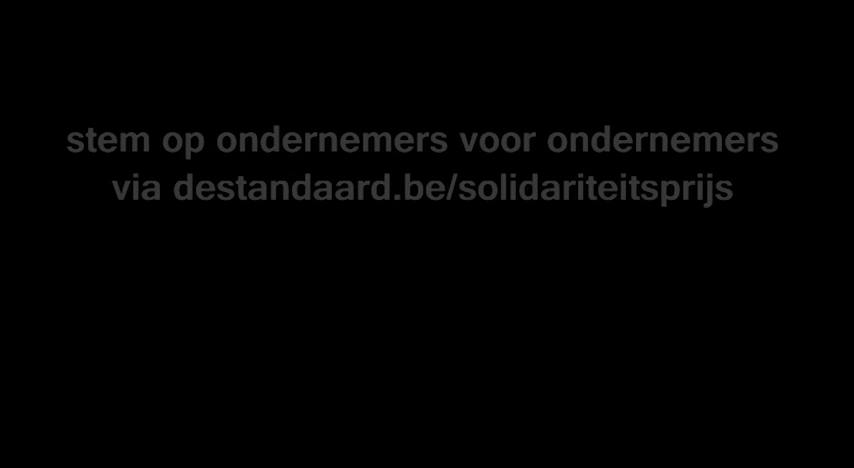 stem op ondernemers voor ondernemers
via destandaard.be/solidariteitsprijs